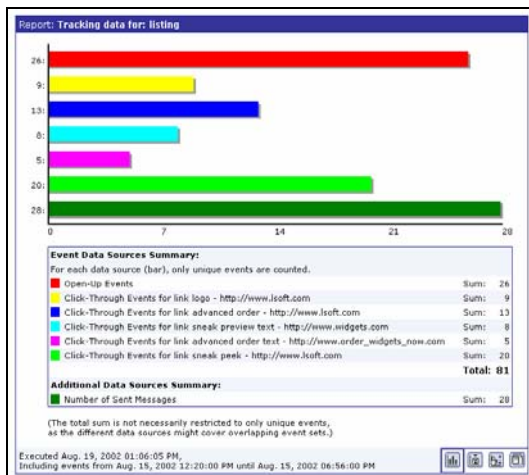 Report: Tracking data for: listing
26:
9:
13:
8:
5:
20:
28:
0 7 14 21 28
Event Data Sources Summary:
For each data source (bar), only unique events are counted.
Open-Up Events Sum: 26
Click-Through Events for link logo - http://www.lsoft.com Sum: 9
Click-Through Events for link advanced order - http://www.lsoft.com Sum: 13
Click-Through Events for link sneak preview text - http://www.widgets.com Sum: 8
Click-Through Events for link advanced order text - http://www.order_widgets_now.com Sum: 5
Click-Through Events for link sneak peek - http://www.lsoft.com Sum: 20
Total: 81
Additional Data Sources Summary:
Number of Sent Messages Sum: 28
(The total sum is not necessarily restricted to only unique events,
as the different data sources might cover overlapping event sets.)
Executed Aug. 19, 2002 01:06:05 PM,
Including events from Aug. 15, 2002 12:20:00 PM until Aug. 15, 2002 06:56:00 PM